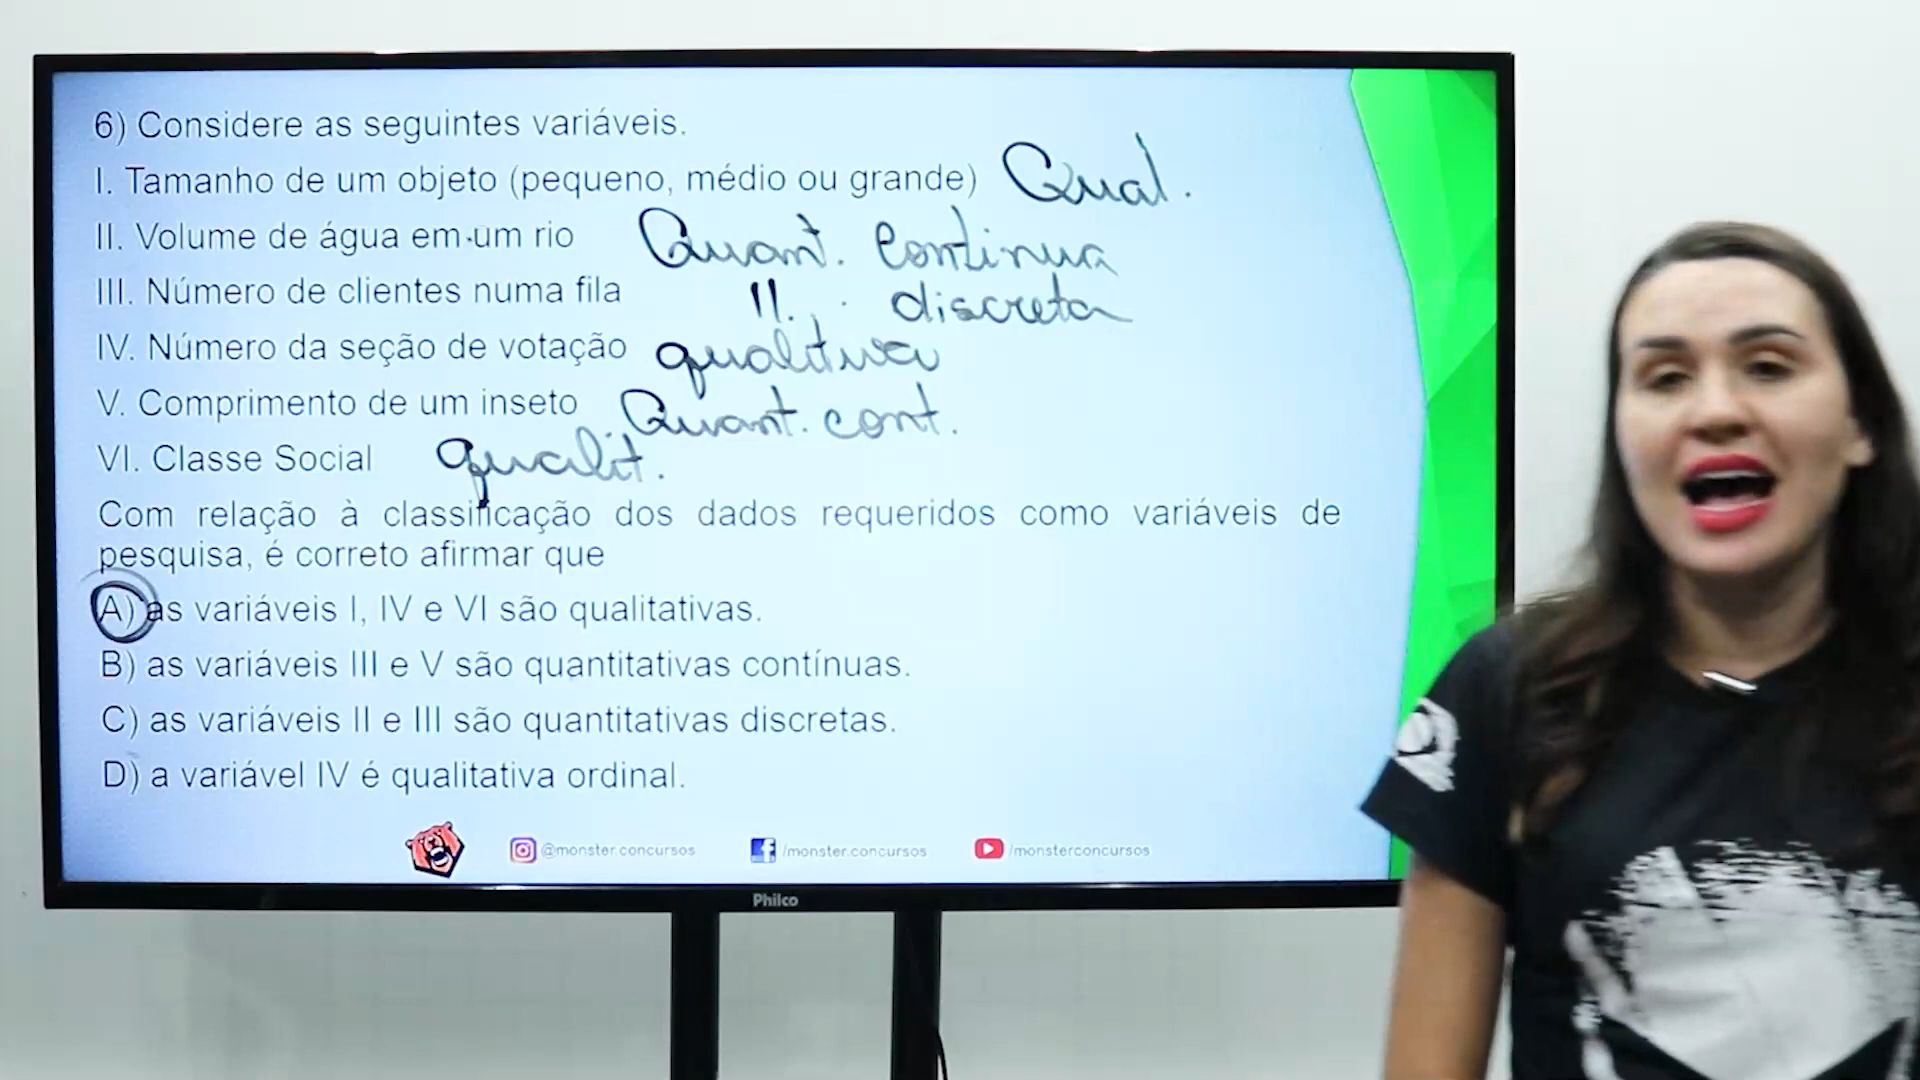 6) Considere as seguintes variáveis.
I. Tamanho de um objeto (pequeno, médio ou grande) Qual.
II. Volume de água em um rio Quant. Continua
III. Número de clientes numa fila 11. discreta
IV. Número da seção de votação qualitiva
V. Comprimento de um inseto Quant. cont.
VI. Classe Social qualit.
Com relação à classificação dos dados requeridos como variáveis de
pesquisa, é correto afirmar que
A) as variáveis I, IV e VI são qualitativas.
B) as variáveis III e V são quantitativas contínuas.
C) as variáveis II e III são quantitativas discretas.
D) a variável IV é qualitativa ordinal.
@monster.concursos /monster.concursos /monsterconcursos
Philco